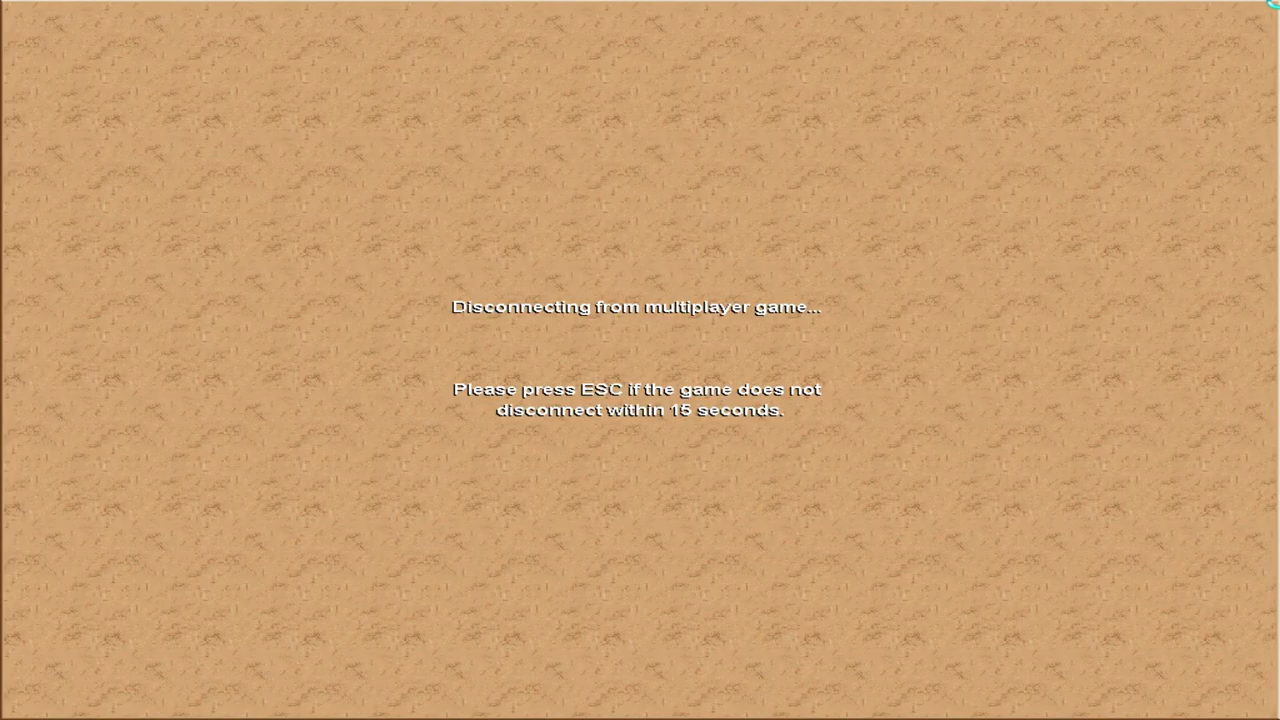 Disconnecting from multiplayer game...
Please press ESC if the game does not
disconnect within 15 seconds.